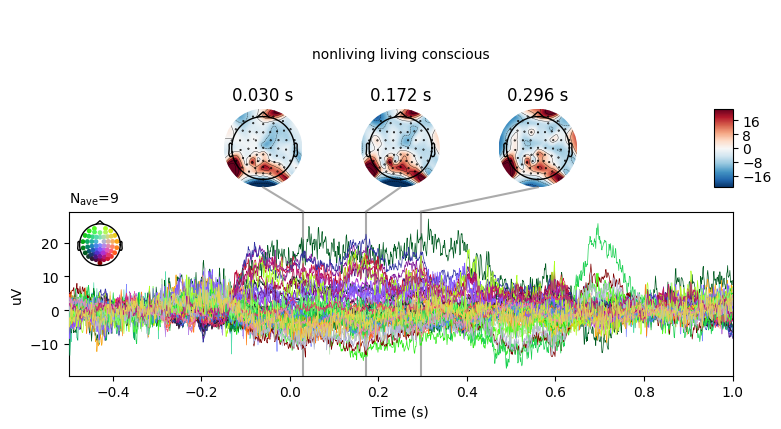 nonliving living conscious
0.030 s 0.172 s 0.296 s
16
8
0
−8
−16
Nave=9
20
10
0
−10
uV
−0.4 −0.2 0.0 0.2 0.4 0.6 0.8 1.0
Time (s)